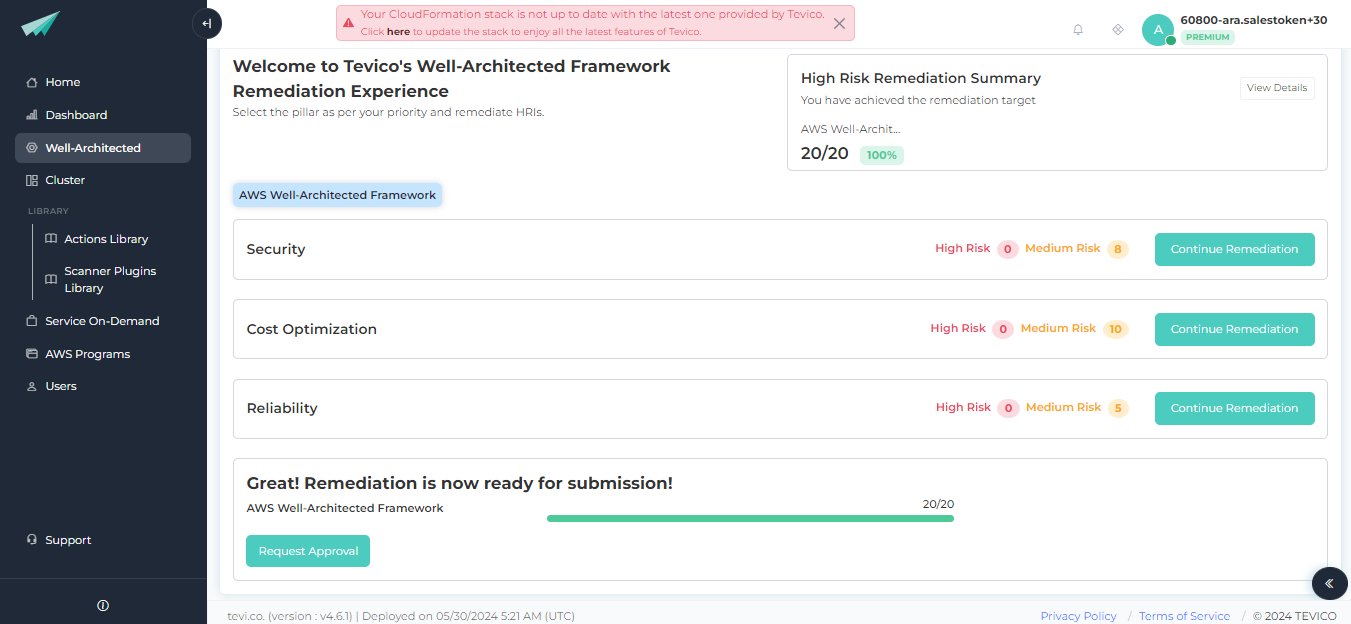 Your CloudFormation stack is not up to date with the latest one provided by Tevico.
Click here to update the stack to enjoy all the latest features of Tevico.
A
60800-ara.salestoken+30
PREMIUM
Home
Dashboard
Well-Architected
Cluster
LIBRARY
Actions Library
Scanner Plugins
Library
Service On-Demand
AWS Programs
Users
Support
Welcome to Tevico's Well-Architected Framework
Remediation Experience
Select the pillar as per your priority and remediate HRIs.
High Risk Remediation Summary
You have achieved the remediation target
View Details
AWS Well-Archit...
20/20 100%
AWS Well-Architected Framework
Security High Risk 0 Medium Risk 8 Continue Remediation
Cost Optimization High Risk 0 Medium Risk 10 Continue Remediation
Reliability High Risk 0 Medium Risk 5 Continue Remediation
Great! Remediation is now ready for submission!
AWS Well-Architected Framework 20/20
Request Approval
tevi.co. (version : v4.6.1) | Deployed on 05/30/2024 5:21 AM (UTC)
Privacy Policy / Terms of Service / © 2024 TEVICO